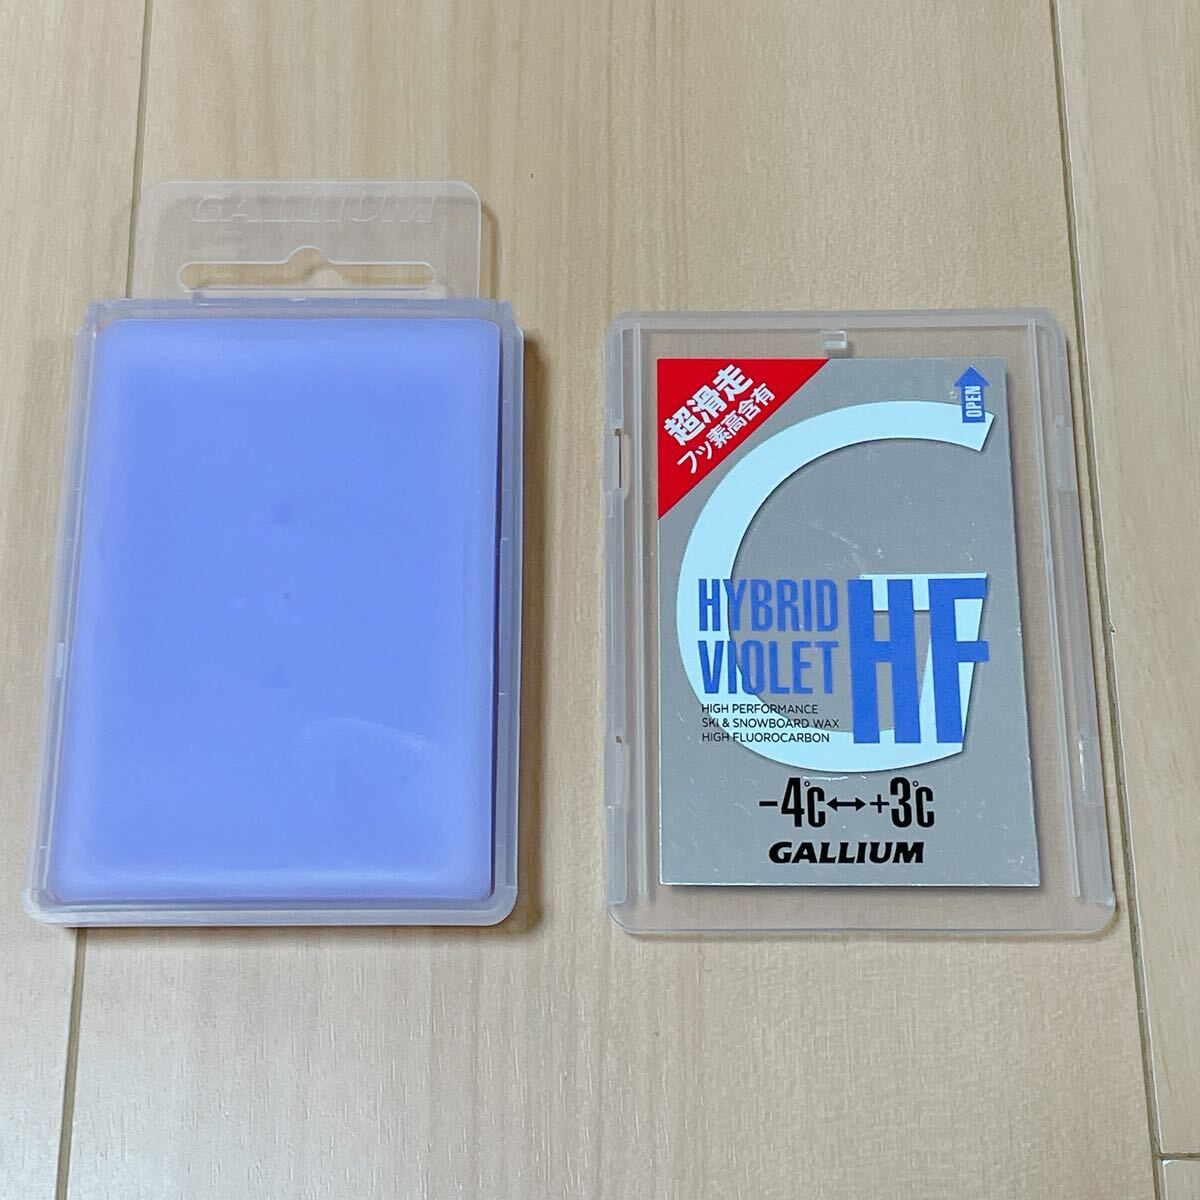 GALLIUM
超滑走
フッ素高含有
OPEN
HYBRID
VIOLET
HF
HIGH PERFORMANCE
SKI & SNOWBOARD WAX
HIGH FLUOROCARBON
-4℃↔+3℃
GALLIUM